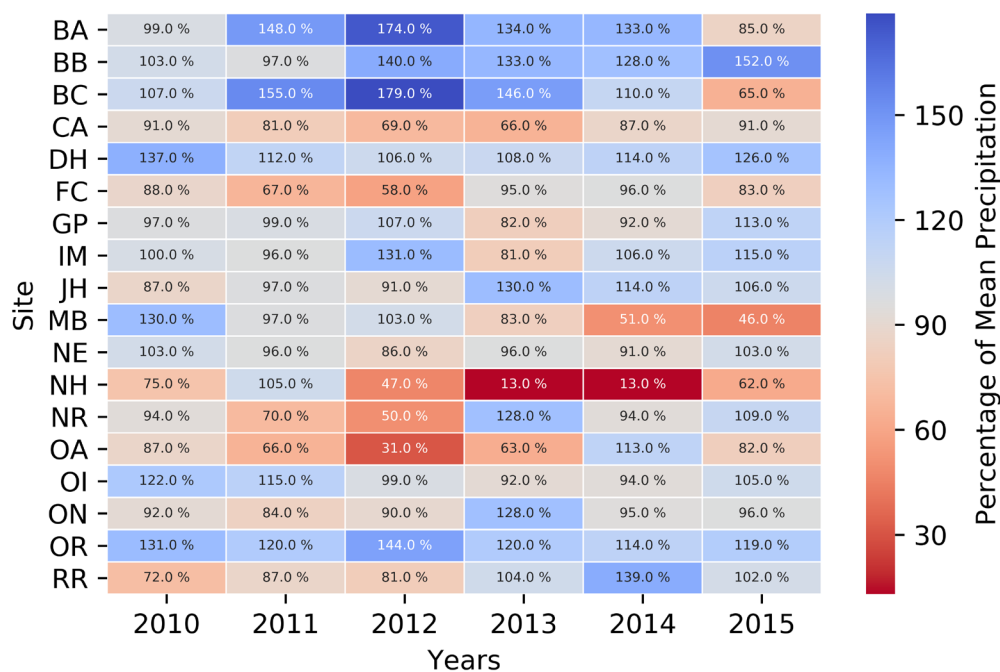 BA 99.0 % 148.0 % 174.0 % 134.0 % 133.0 % 85.0 %
BB 103.0 % 97.0 % 140.0 % 133.0 % 128.0 % 152.0 %
BC 107.0 % 155.0 % 179.0 % 146.0 % 110.0 % 65.0 %
CA 91.0 % 81.0 % 69.0 % 66.0 % 87.0 % 91.0 %
DH 137.0 % 112.0 % 106.0 % 108.0 % 114.0 % 126.0 %
FC 88.0 % 67.0 % 58.0 % 95.0 % 96.0 % 83.0 %
GP 97.0 % 99.0 % 107.0 % 82.0 % 92.0 % 113.0 %
IM 100.0 % 96.0 % 131.0 % 81.0 % 106.0 % 115.0 %
JH 87.0 % 97.0 % 91.0 % 130.0 % 114.0 % 106.0 %
MB 130.0 % 97.0 % 103.0 % 83.0 % 51.0 % 46.0 %
NE 103.0 % 96.0 % 86.0 % 96.0 % 91.0 % 103.0 %
NH 75.0 % 105.0 % 47.0 % 13.0 % 13.0 % 62.0 %
NR 94.0 % 70.0 % 50.0 % 128.0 % 94.0 % 109.0 %
OA 87.0 % 66.0 % 31.0 % 63.0 % 113.0 % 82.0 %
OI 122.0 % 115.0 % 99.0 % 92.0 % 94.0 % 105.0 %
ON 92.0 % 84.0 % 90.0 % 128.0 % 95.0 % 96.0 %
OR 131.0 % 120.0 % 144.0 % 120.0 % 114.0 % 119.0 %
RR 72.0 % 87.0 % 81.0 % 104.0 % 139.0 % 102.0 %
2010 2011 2012 2013 2014 2015
Years
Site
150
120
90
60
30
Percentage of Mean Precipitation